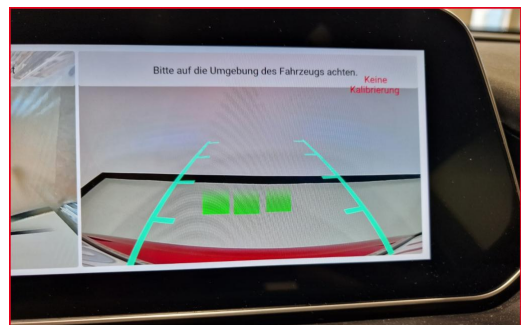 Bitte auf die Umgebung des Fahrzeugs achten.
Keine
Kalibrierung